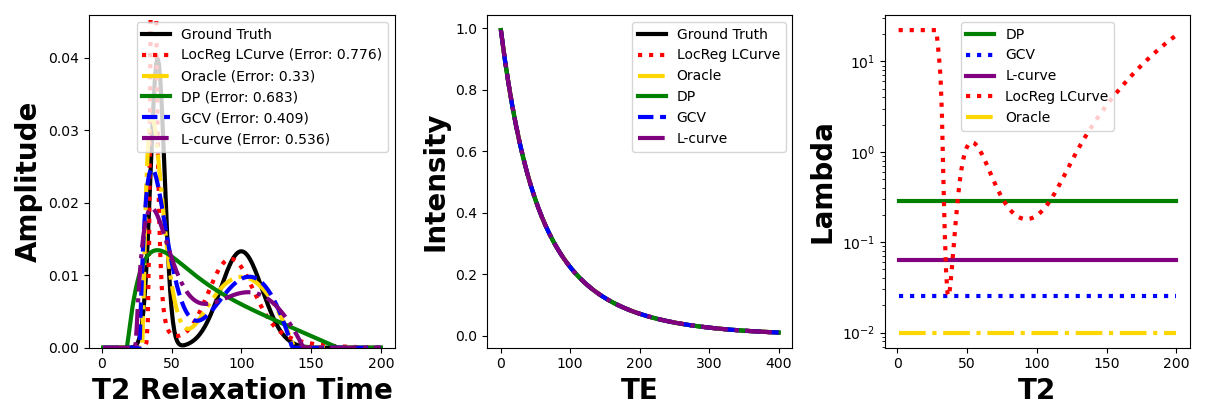 Amplitude
0.04
0.03
0.02
0.01
0.00
Ground Truth
LocReg LCurve (Error: 0.776)
Oracle (Error: 0.33)
DP (Error: 0.683)
GCV (Error: 0.409)
L-curve (Error: 0.536)
0 50 100 150 200
T2 Relaxation Time
Intensity
1.0
0.8
0.6
0.4
0.2
0.0
Ground Truth
LocReg LCurve
Oracle
DP
GCV
L-curve
0 100 200 300 400
TE
Lambda
10¹
10⁰
10⁻¹
10⁻²
DP
GCV
L-curve
LocReg LCurve
Oracle
0 50 100 150 200
T2